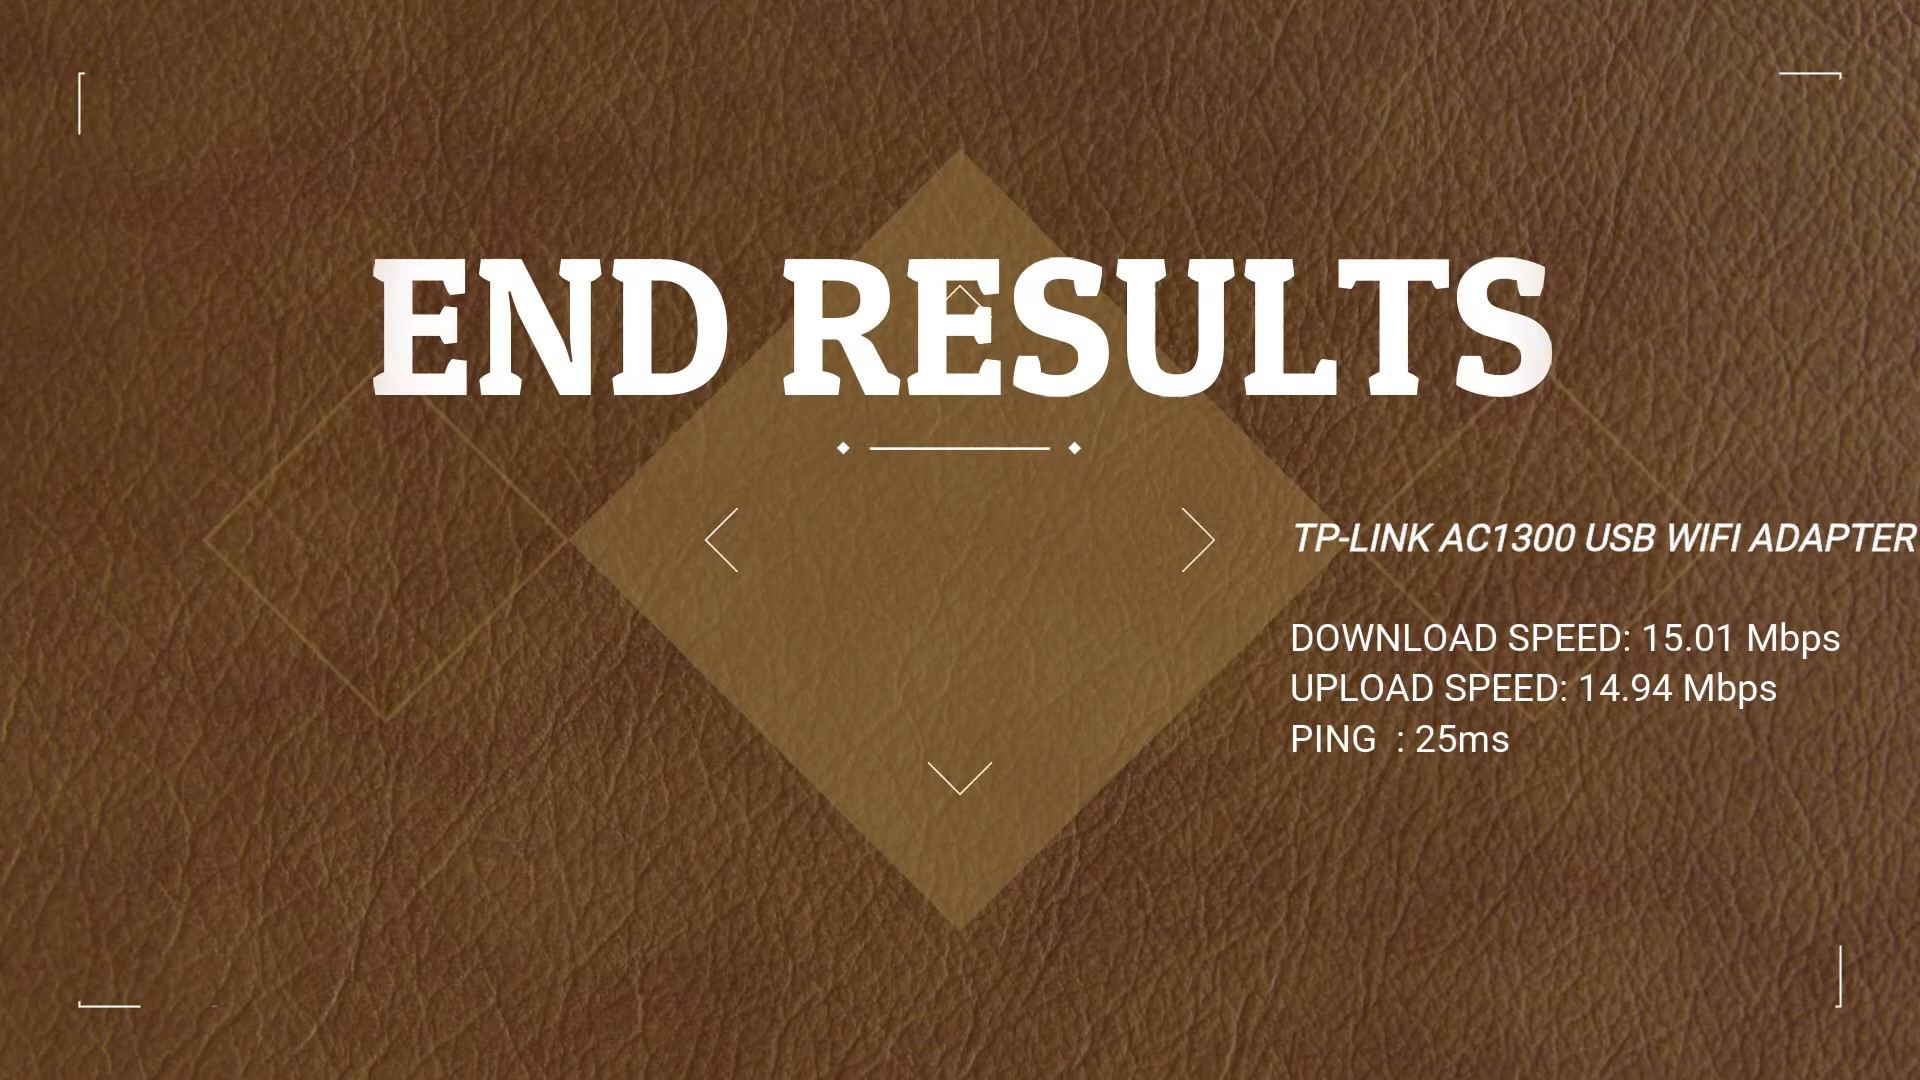 END RESULTS
TP-LINK AC1300 USB WIFI ADAPTER
DOWNLOAD SPEED: 15.01 Mbps
UPLOAD SPEED: 14.94 Mbps
PING  : 25ms